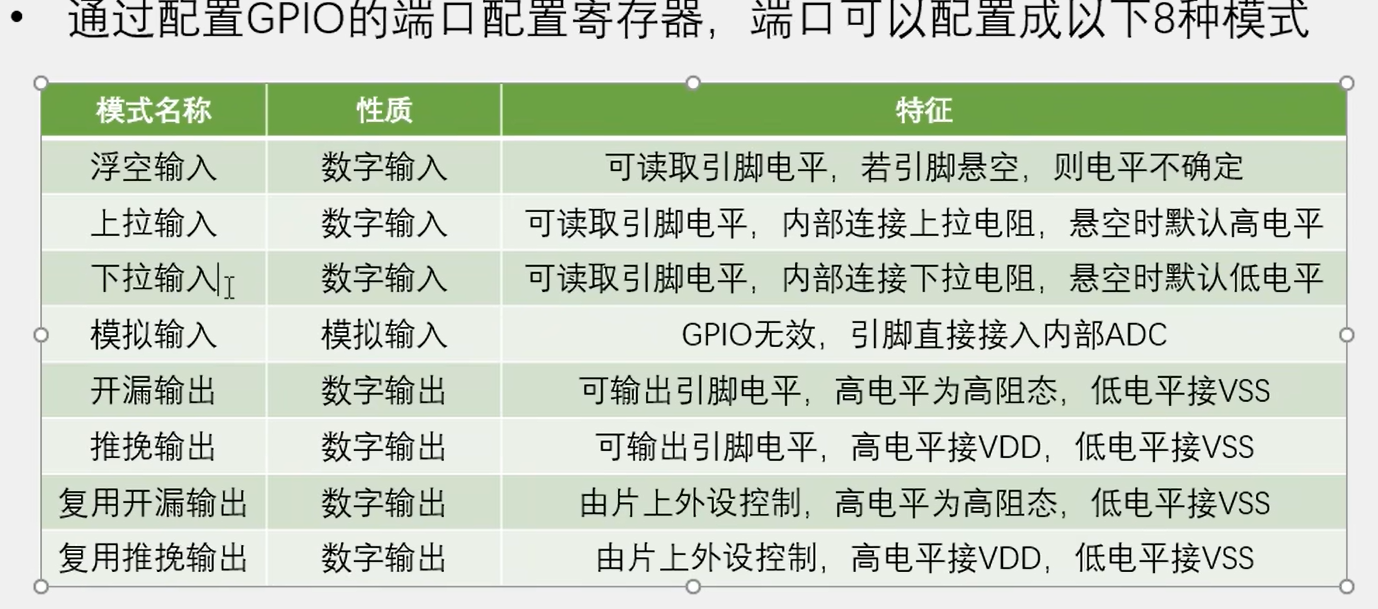 • 通过配置GPIO的端口配置寄存器，端口可以配置成以下8种模式
模式名称 性质 特征
浮空输入 数字输入 可读取引脚电平，若引脚悬空，则电平不确定
上拉输入 数字输入 可读取引脚电平，内部连接上拉电阻，悬空时默认高电平
下拉输入 数字输入 可读取引脚电平，内部连接下拉电阻，悬空时默认低电平
模拟输入 模拟输入 GPIO无效，引脚直接接入内部ADC
开漏输出 数字输出 可输出引脚电平，高电平为高阻态，低电平接VSS
推挽输出 数字输出 可输出引脚电平，高电平接VDD，低电平接VSS
复用开漏输出 数字输出 由片上外设控制，高电平为高阻态，低电平接VSS
复用推挽输出 数字输出 由片上外设控制，高电平接VDD，低电平接VSS